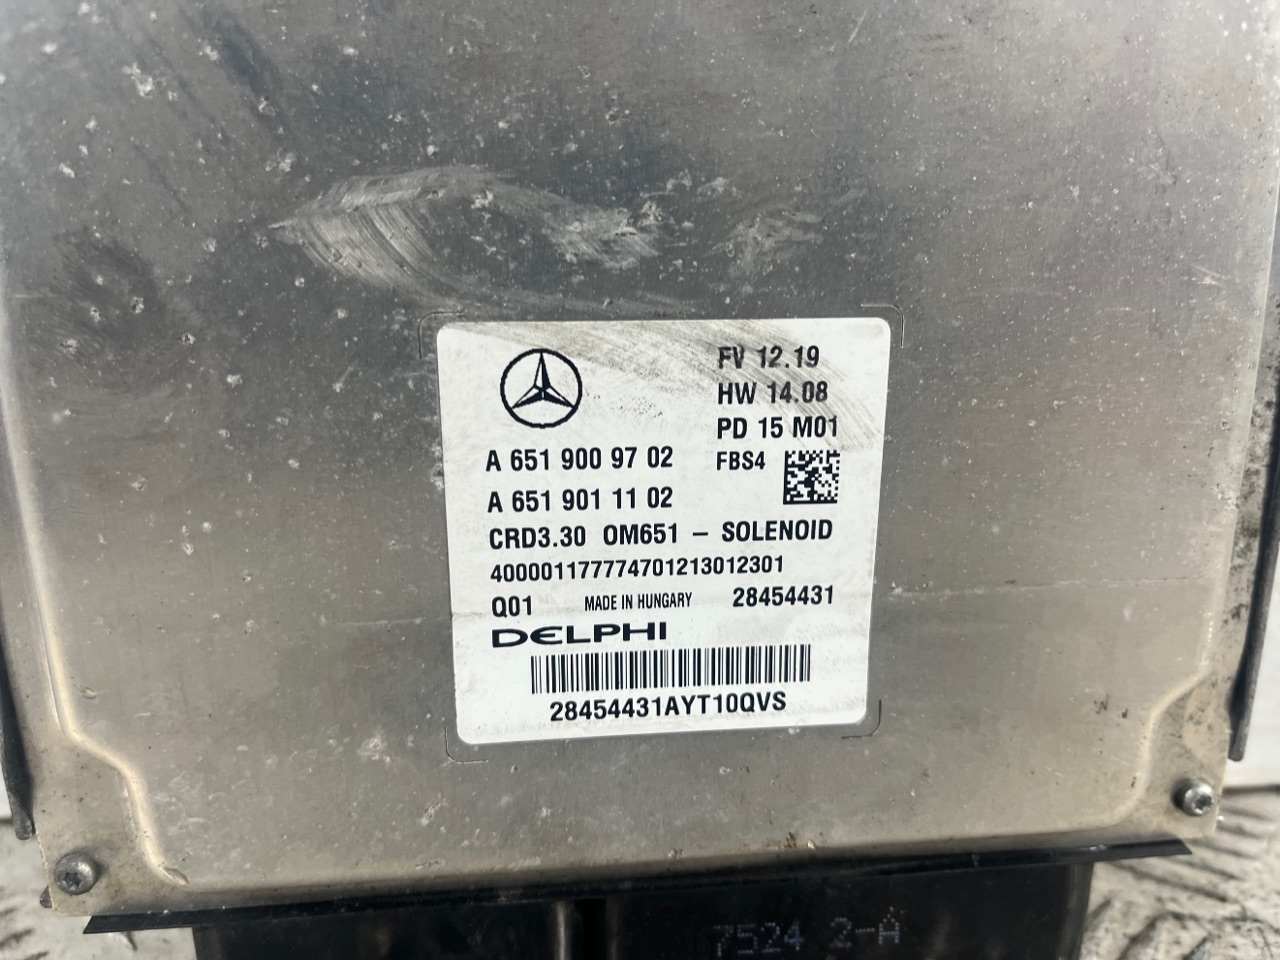 FV 12.19
HW 14.08
PD 15 M01
A 651 900 97 02
FBS4
A 651 901 11 02
CRD3.30 OM651 – SOLENOID
400001177774701213012301
Q01 MADE IN HUNGARY 28454431
DELPHI
28454431AYT10QVS
7524 2-A